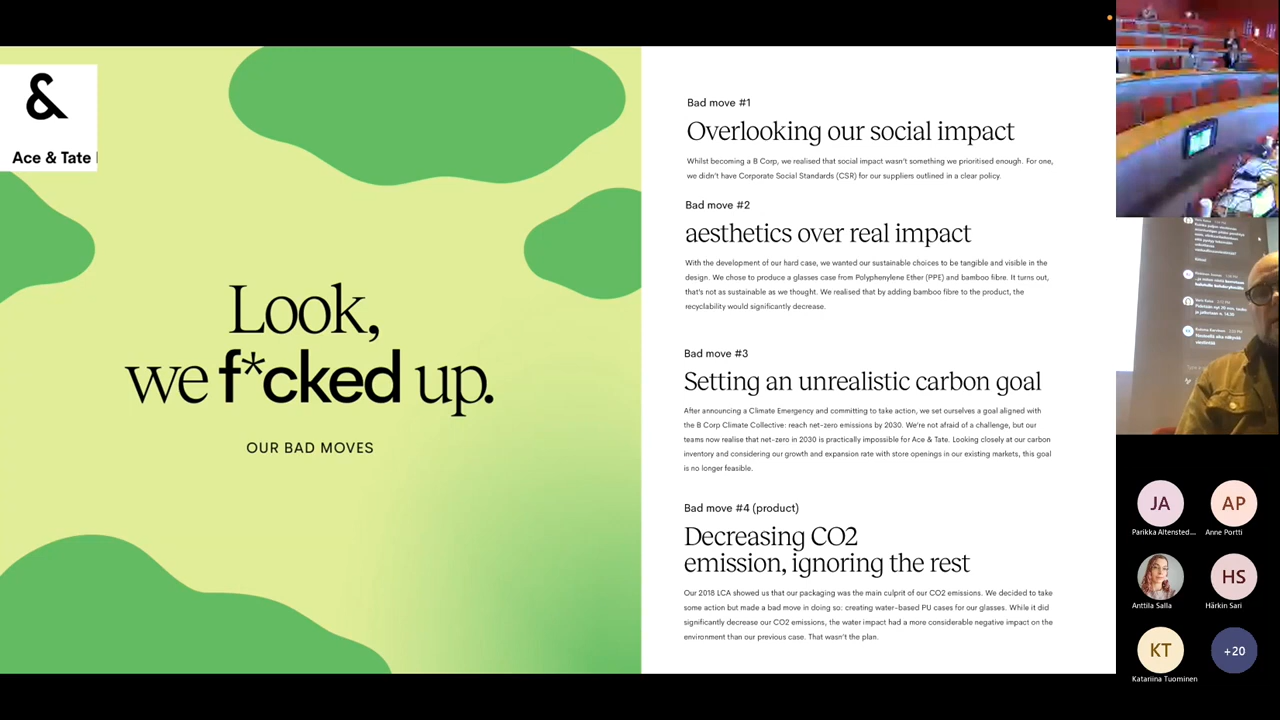 &
Ace & Tate
Look,
we f*cked up.
OUR BAD MOVES
Bad move #1
Overlooking our social impact
Whilst becoming a B Corp, we realised that social impact wasn't something we prioritised enough. For one,
we didn't have Corporate Social Standards (CSR) for our suppliers outlined in a clear policy.
Bad move #2
aesthetics over real impact
With the development of our hard case, we wanted our sustainable choices to be tangible and visible in the
design. We chose to produce a glasses case from Polyphenylene Ether (PPE) and bamboo fibre. It turns out,
that's not as sustainable as we thought. We realised that by adding bamboo fibre to the product, the
recyclability would significantly decrease.
Bad move #3
Setting an unrealistic carbon goal
After announcing a Climate Emergency and committing to take action, we set ourselves a goal aligned with
the B Corp Climate Collective: reach net-zero emissions by 2030. We're not afraid of a challenge, but our
teams now realise that net-zero in 2030 is practically impossible for Ace & Tate. Looking closely at our carbon
inventory and considering our growth and expansion rate with store openings in our existing markets, this goal
is no longer feasible.
Bad move #4 (product)
Decreasing CO2
emission, ignoring the rest
Our 2018 LCA showed us that our packaging was the main culprit of our CO2 emissions. We decided to take
some action but made a bad move in doing so: creating water-based PU cases for our glasses. While it did
significantly decrease our CO2 emissions, the water impact had a more considerable negative impact on the
environment than our previous case. That wasn't the plan.
JA
Parikka Altensted...
AP
Anne Portti
Anttila Salla
HS
Härkin Sari
KT
Katariina Tuominen
+20